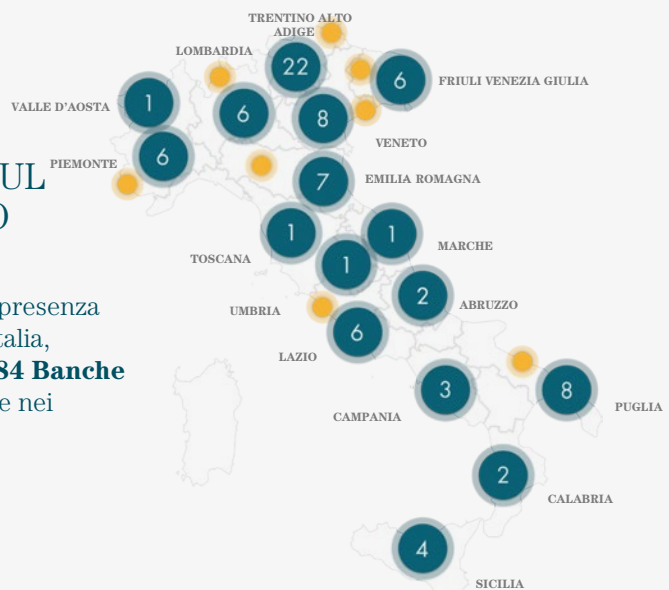 TRENTINO ALTO
ADIGE
LOMBARDIA
22
6
FRIULI VENEZIA GIULIA
VALLE D'AOSTA
1
6
8
VENETO
PIEMONTE
6
7
EMILIA ROMAGNA
UL
O
1
1
MARCHE
TOSCANA
1
2
ABRUZZO
presenza
UMBRIA
6
talia,
LAZIO
84 Banche
3
8
e nei
CAMPANIA
PUGLIA
2
CALABRIA
4
SICILIA